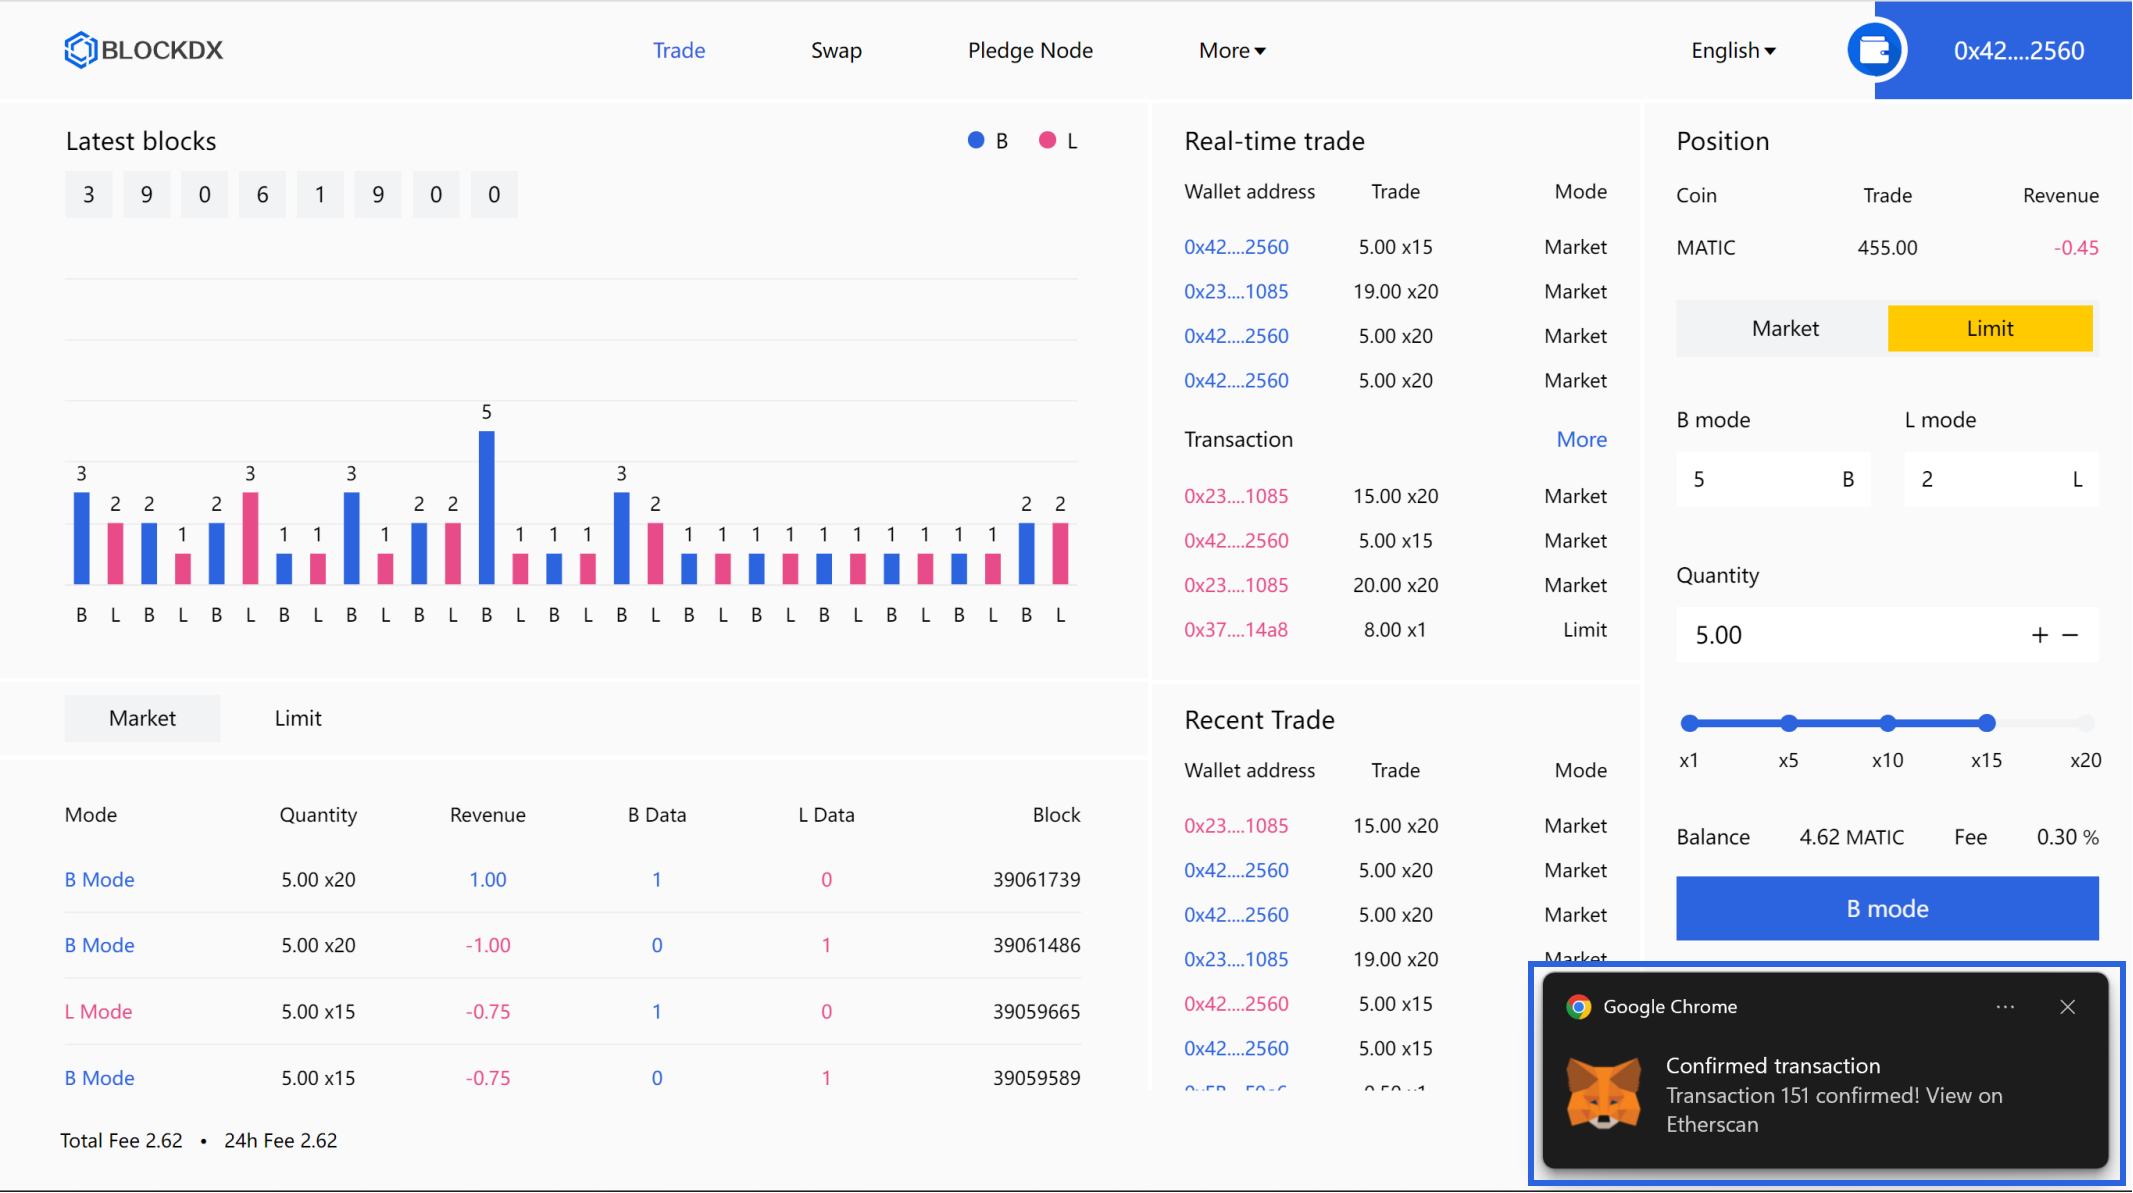 BLOCKDX
Trade Swap Pledge Node More English 0x42....2560
Latest blocks
B L
3 9 0 6 1 9 0 0
5
3 3 3 3
2 2 2 2 2 2 2 2
1 1 1 1 1 1 1 1 1 1 1 1 1 1 1 1 1 1
B L B L B L B L B L B L B L B L B L B L B L B L B L B L B L
Market Limit
Mode Quantity Revenue B Data L Data Block
B Mode 5.00 x20 1.00 1 0 39061739
B Mode 5.00 x20 -1.00 0 1 39061486
L Mode 5.00 x15 -0.75 1 0 39059665
B Mode 5.00 x15 -0.75 0 1 39059589
Total Fee 2.62 • 24h Fee 2.62
Real-time trade
Wallet address Trade Mode
0x42....2560 5.00 x15 Market
0x23....1085 19.00 x20 Market
0x42....2560 5.00 x20 Market
0x42....2560 5.00 x20 Market
Transaction More
0x23....1085 15.00 x20 Market
0x42....2560 5.00 x15 Market
0x23....1085 20.00 x20 Market
0x37....14a8 8.00 x1 Limit
Recent Trade
Wallet address Trade Mode
0x23....1085 15.00 x20 Market
0x42....2560 5.00 x20 Market
0x42....2560 5.00 x20 Market
0x23....1085 19.00 x20 Market
0x42....2560 5.00 x15
0x42....2560 5.00 x15
Position
Coin Trade Revenue
MATIC 455.00 -0.45
Market Limit
B mode L mode
5 B 2 L
Quantity
5.00 + −
x1 x5 x10 x15 x20
Balance 4.62 MATIC Fee 0.30 %
B mode
Google Chrome
Confirmed transaction
Transaction 151 confirmed! View on
Etherscan